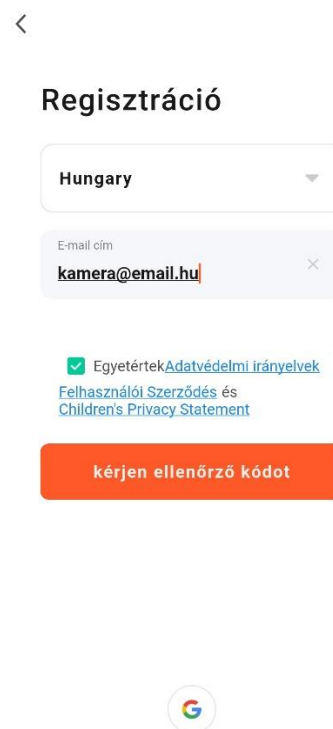 Regisztráció
Hungary
E-mail cím
kamera@email.hu
EgyetértekAdatvédelmi irányelvek
Felhasználói Szerződés és
Children's Privacy Statement
kérjen ellenőrző kódot